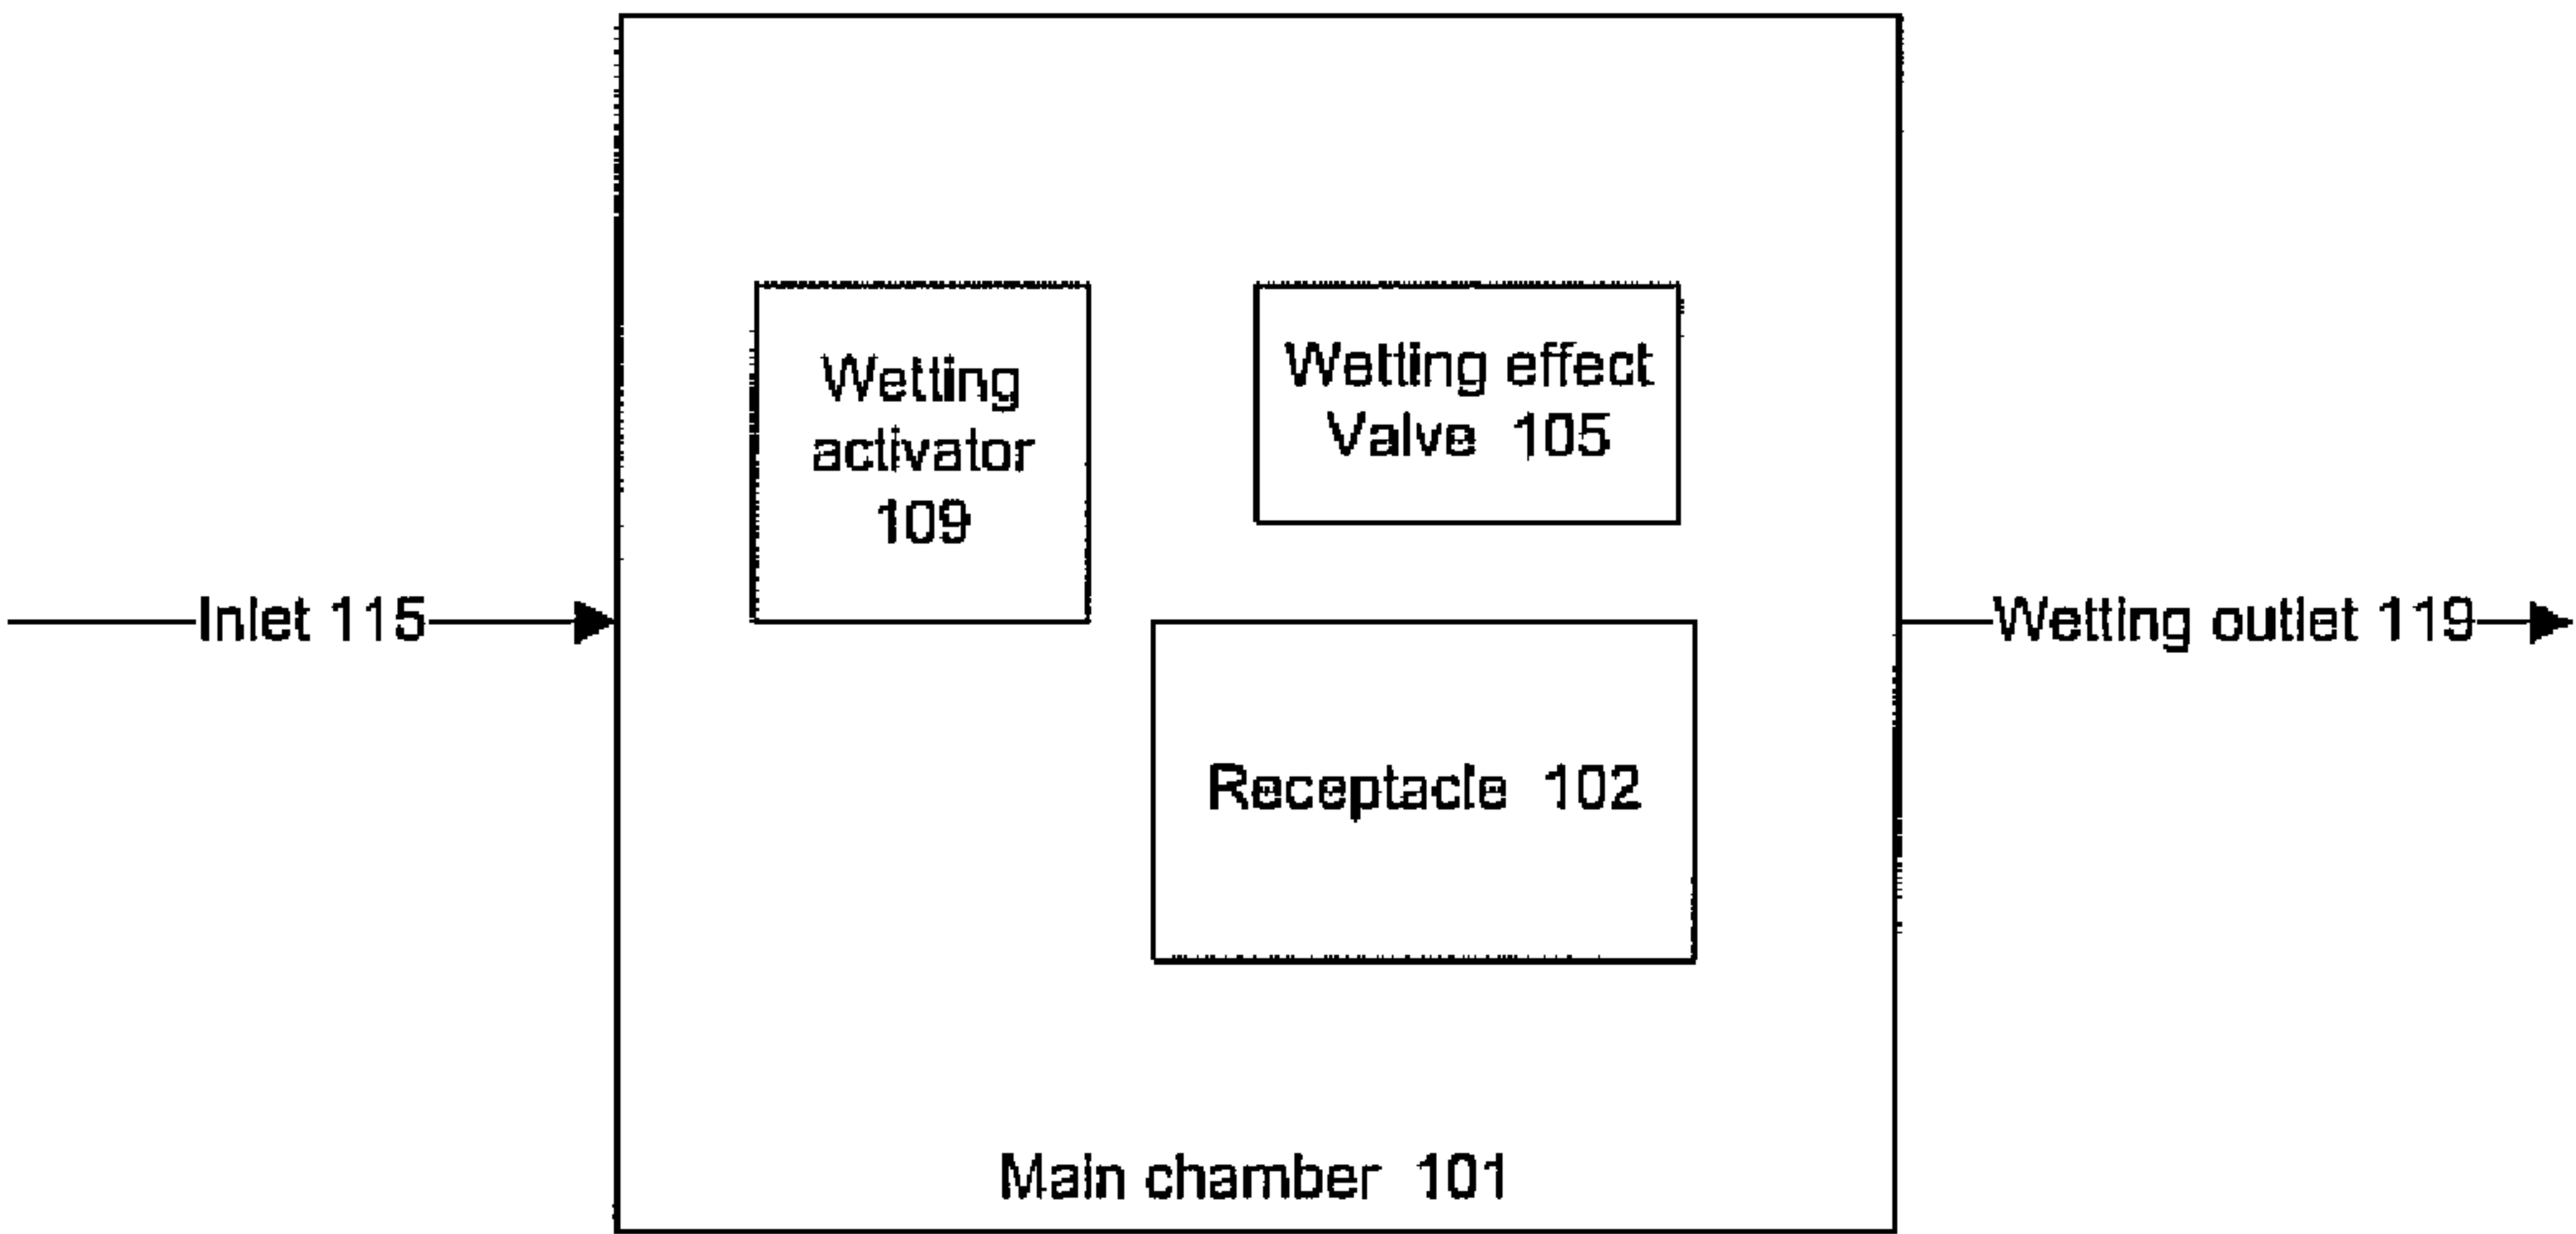 Wetting
activator
109
Wetting effect
Valve 105
Inlet 115
Wetting outlet 119
Receptacle 102
Main chamber 101